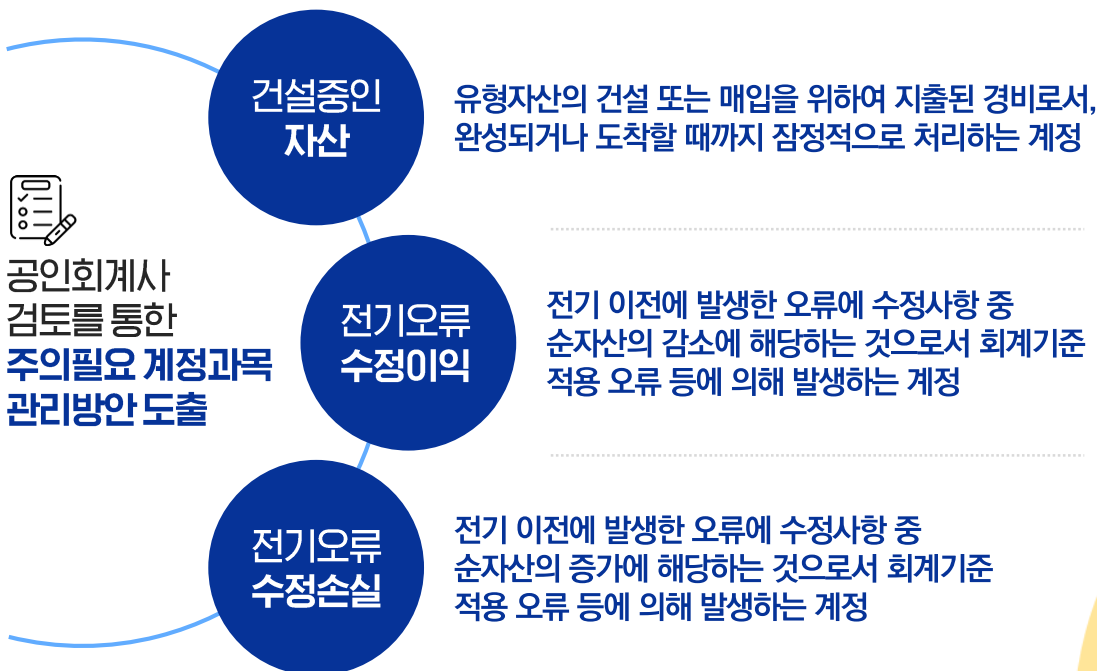 공인회계사
검토를 통한
주의필요 계정과목
관리방안 도출
건설중인
자산
유형자산의 건설 또는 매입을 위하여 지출된 경비로서,
완성되거나 도착할 때까지 잠정적으로 처리하는 계정
전기오류
수정이익
전기 이전에 발생한 오류에 수정사항 중
순자산의 감소에 해당하는 것으로서 회계기준
적용 오류 등에 의해 발생하는 계정
전기오류
수정손실
전기 이전에 발생한 오류에 수정사항 중
순자산의 증가에 해당하는 것으로서 회계기준
적용 오류 등에 의해 발생하는 계정